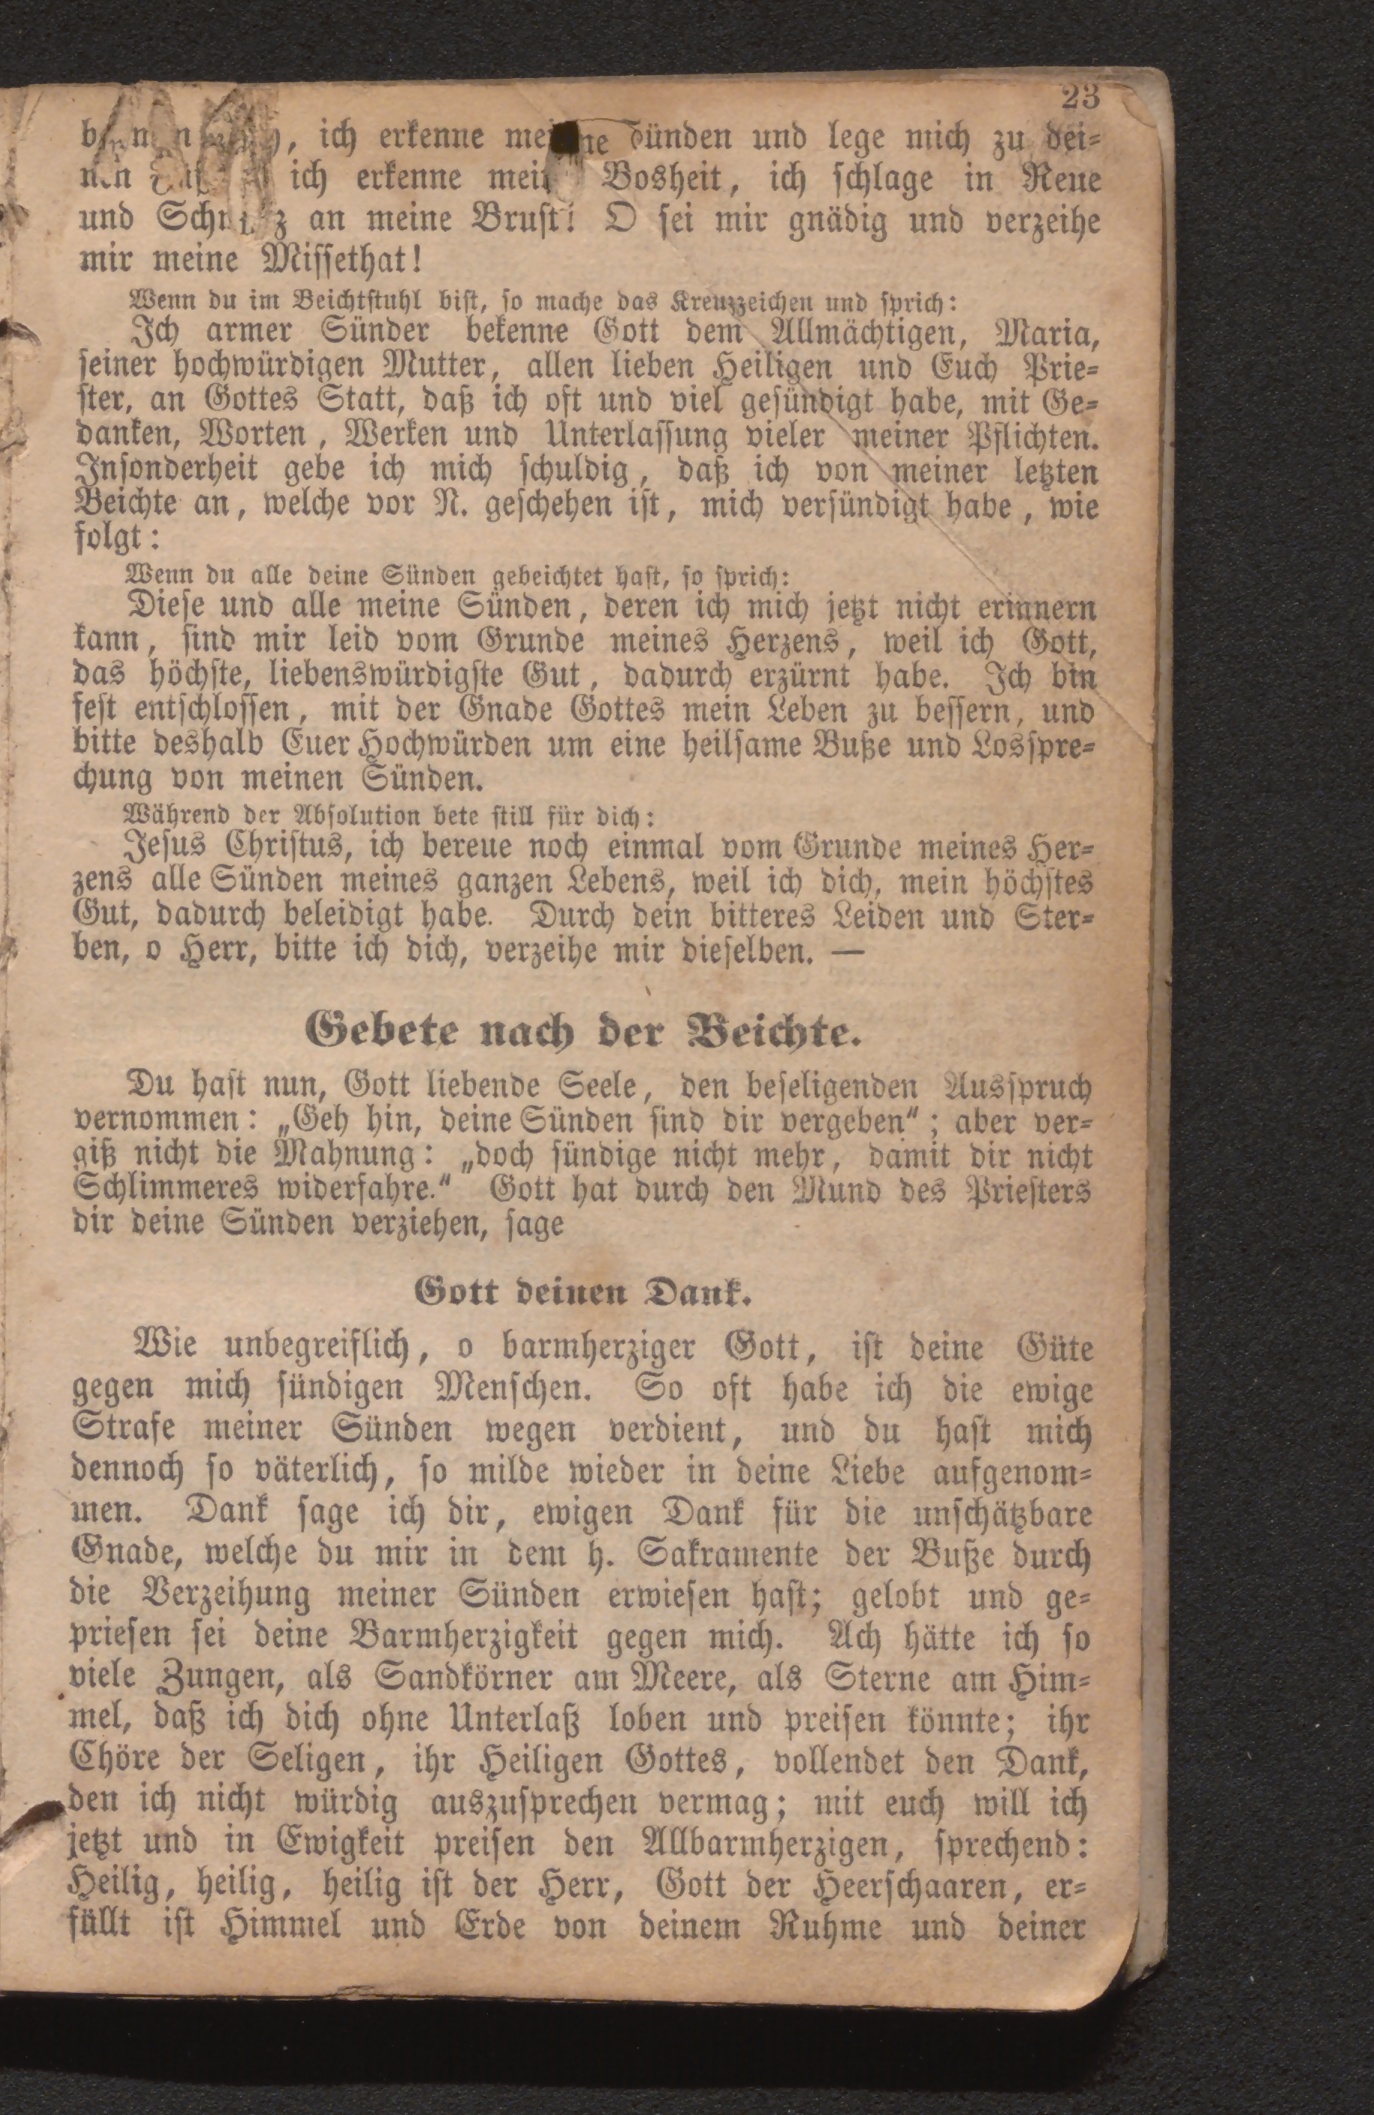 23
ich erkenne meine Sünden und lege mich zu dei=
nen ich erkenne mein Bosheit, ich schlage in Reue
und an meine Brust! O sei mir gnädig und verzeihe
mir meine Missethat!
Wenn du im Beichtstuhl bist, so mache das Kreuzzeichen und sprich:
Ich armer Sünder bekenne Gott dem Allmächtigen, Maria,
seiner hochwürdigen Mutter, allen lieben Heiligen und Euch Prie=
ster, an Gottes Statt, daß ich oft und viel gesündigt habe, mit Ge=
danken, Worten, Werken und Unterlassung vieler meiner Pflichten.
Insonderheit gebe ich mich schuldig, daß ich von meiner letzten
Beichte an, welche vor N. geschehen ist, mich versündigt habe, wie
folgt:
Wenn du alle deine Sünden gebeichtet hast, so sprich:
Diese und alle meine Sünden, deren ich mich jetzt nicht erinnern
kann, sind mir leid vom Grunde meines Herzens, weil ich Gott,
das höchste, liebenswürdigste Gut, dadurch erzürnt habe. Ich bin
fest entschlossen, mit der Gnade Gottes mein Leben zu bessern, und
bitte deshalb Euer Hochwürden um eine heilsame Buße und Losspre=
chung von meinen Sünden.
Während der Absolution bete still für dich:
Jesus Christus, ich bereue noch einmal vom Grunde meines Her=
zens alle Sünden meines ganzen Lebens, weil ich dich, mein höchstes
Gut, dadurch beleidigt habe. Durch dein bitteres Leiden und Ster=
ben, o Herr, bitte ich dich, verzeihe mir dieselben. —
Gebete nach der Beichte.
Du hast nun, Gott liebende Seele, den beseligenden Ausspruch
vernommen: „Geh hin, deine Sünden sind dir vergeben“; aber ver=
giß nicht die Mahnung: „doch sündige nicht mehr, damit dir nicht
Schlimmeres widerfahre.“ Gott hat durch den Mund des Priesters
dir deine Sünden verziehen, sage
Gott deinen Dank.
Wie unbegreiflich, o barmherziger Gott, ist deine Güte
gegen mich sündigen Menschen. So oft habe ich die ewige
Strafe meiner Sünden wegen verdient, und du hast mich
dennoch so väterlich, so milde wieder in deine Liebe aufgenom=
men. Dank sage ich dir, ewigen Dank für die unschätzbare
Gnade, welche du mir in dem h. Sakramente der Buße durch
die Verzeihung meiner Sünden erwiesen hast; gelobt und ge=
priesen sei deine Barmherzigkeit gegen mich. Ach hätte ich so
viele Zungen, als Sandkörner am Meere, als Sterne am Him=
mel, daß ich dich ohne Unterlaß loben und preisen könnte; ihr
Chöre der Seligen, ihr Heiligen Gottes, vollendet den Dank,
den ich nicht würdig auszusprechen vermag; mit euch will ich
jetzt und in Ewigkeit preisen den Allbarmherzigen, sprechend:
Heilig, heilig, heilig ist der Herr, Gott der Heerschaaren, er=
füllt ist Himmel und Erde von deinem Ruhme und deiner